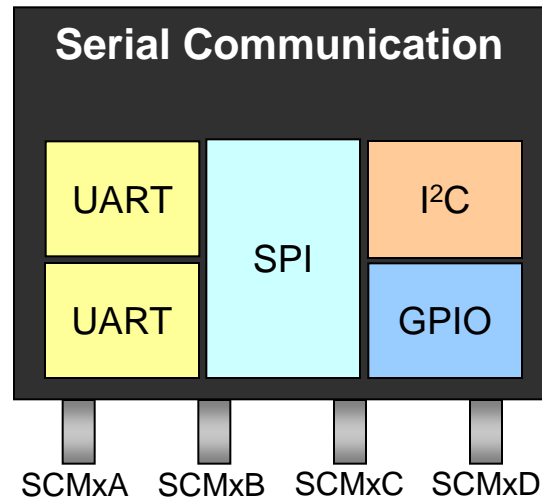 Serial Communication
UART
SPI
I²C
UART
GPIO
SCMxA SCMxB SCMxC SCMxD